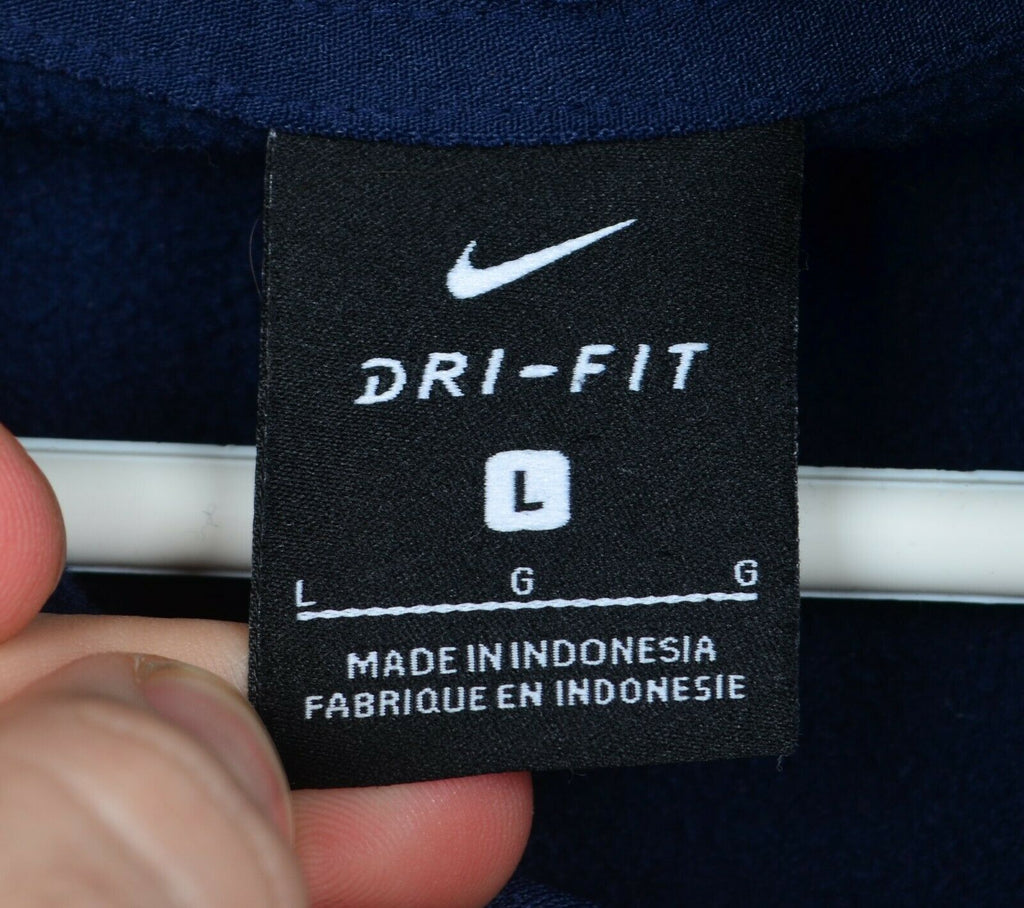 DRI-FIT
L
L G G
MADE IN INDONESIA
FABRIQUE EN INDONESIE